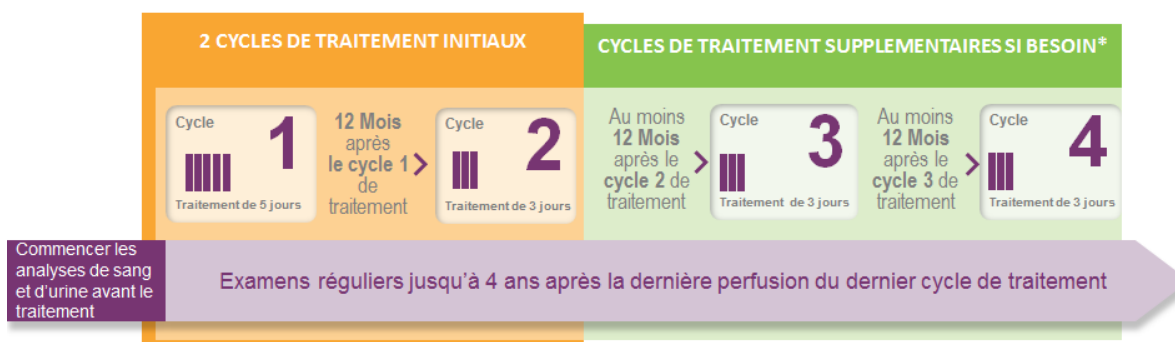 2 CYCLES DE TRAITEMENT INITIAUX
CYCLES DE TRAITEMENT SUPPLEMENTAIRES SI BESOIN*
Cycle
1
Traitement de 5 jours
12 Mois
après
le cycle 1
de
traitement
Cycle
2
Traitement de 3 jours
Au moins
12 Mois
après le
cycle 2 de
traitement
Cycle
3
Traitement de 3 jours
Au moins
12 Mois
après le
cycle 3 de
traitement
Cycle
4
Traitement de 3 jours
Commencer les
analyses de sang
et d'urine avant le
traitement
Examens réguliers jusqu'à 4 ans après la dernière perfusion du dernier cycle de traitement